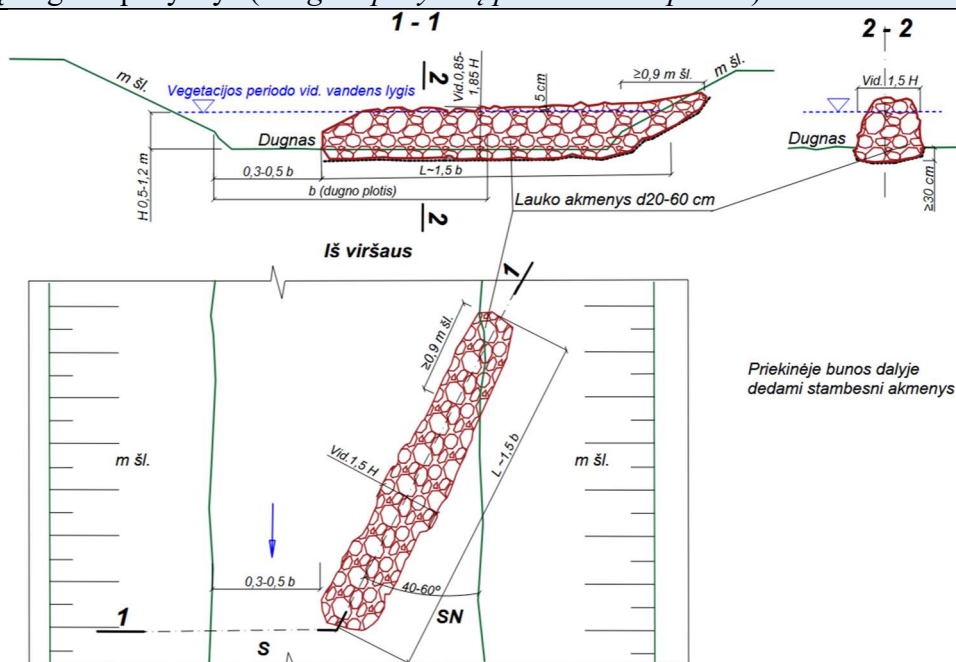 1 - 1
2 - 2
m šl.
Vegetacijos periodo vid. vandens lygis
2
Vid.0,85-
1,85H
5 cm
≥0,9 m šl.
m šl.
Vid.1,5 H
Dugnas
Dugnas
H 0,5-1,2 m
0,3-0,5 b
L~1,5 b
b (dugno plotis)
2
Lauko akmenys d20-60 cm
≥30 cm
Iš viršaus
1
≥0,9 m šl.
Priekinėje bunos dalyje
dedami stambesni akmenys
m šl.
Vid.1,5 H
L ~1,5 b
m šl.
0,3-0,5 b
40-60º
1
SN
S